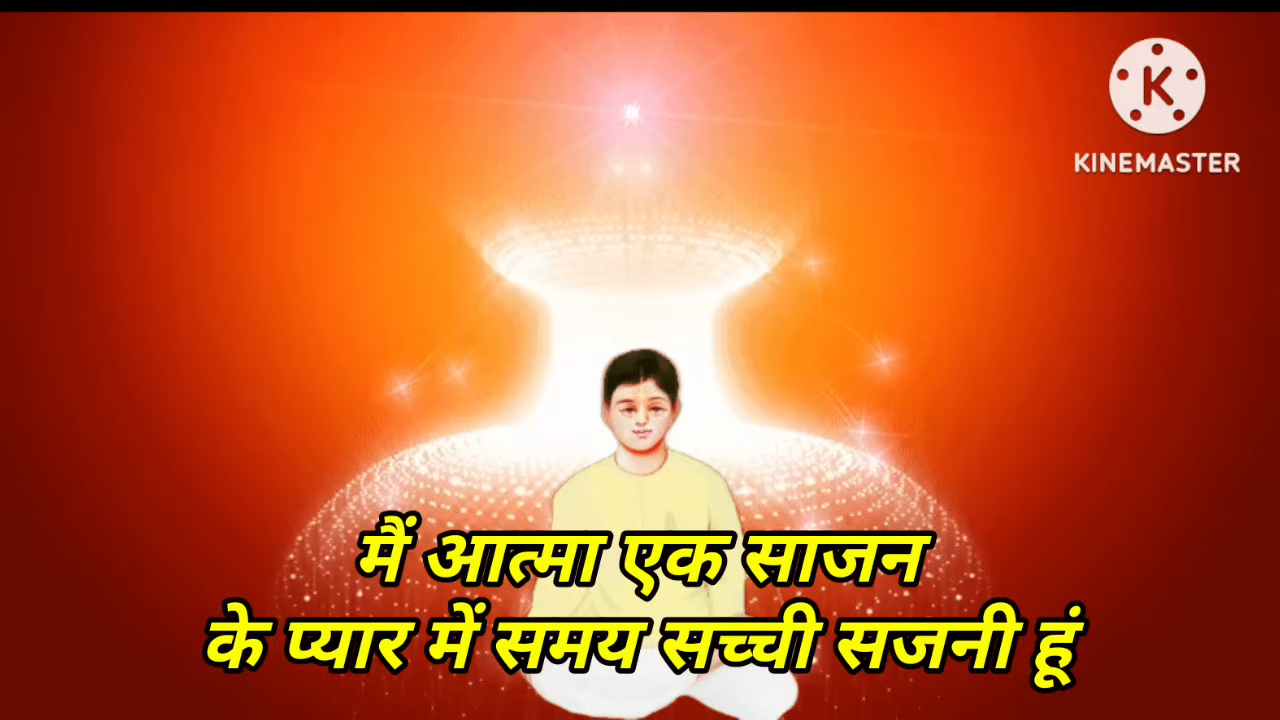 K
KINEMASTER
मैं आत्मा एक साजन
के प्यार में समय सच्ची सजनी हूं